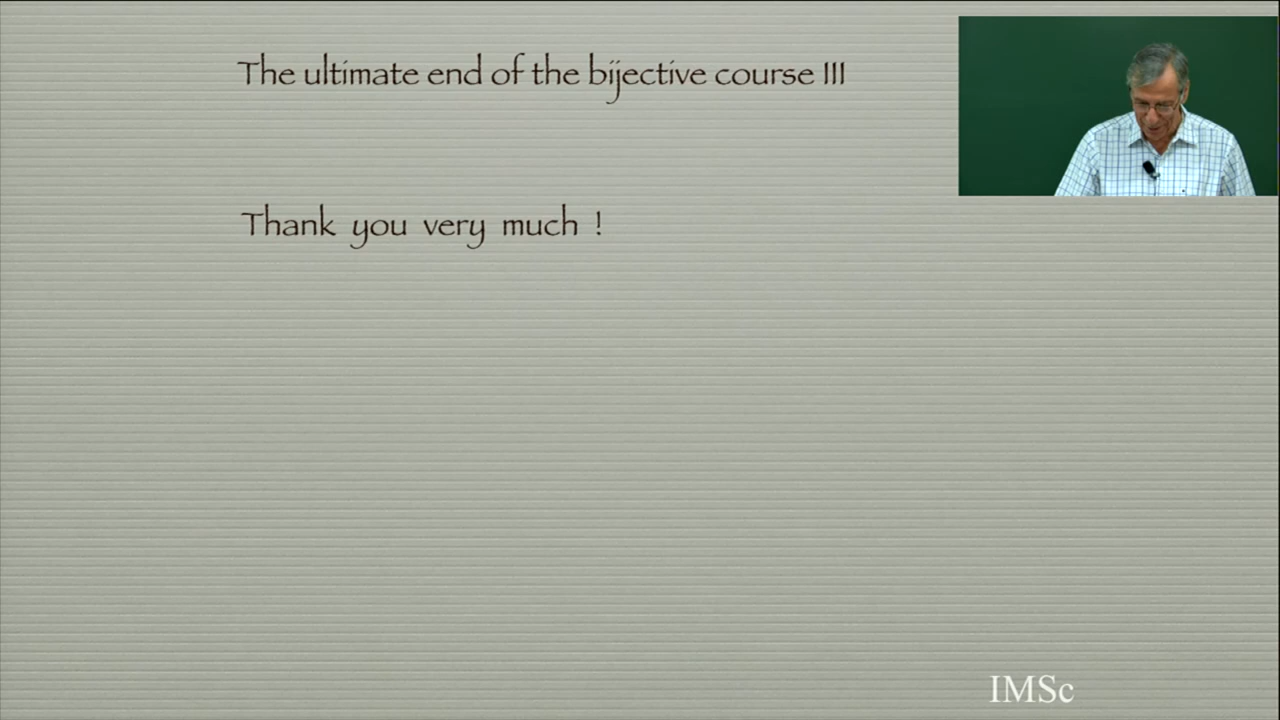 The ultimate end of the bijective course III
Thank you very much !
IMSc